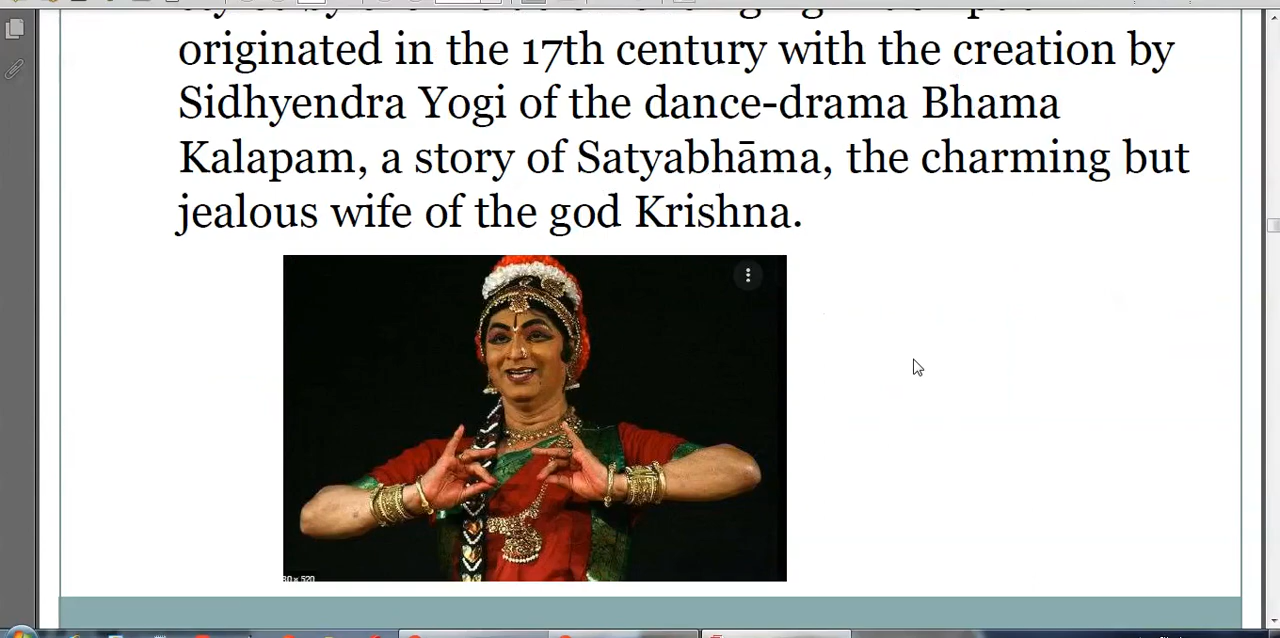 originated in the 17th century with the creation by
Sidhyendra Yogi of the dance-drama Bhama
Kalapam, a story of Satyabhāma, the charming but
jealous wife of the god Krishna.